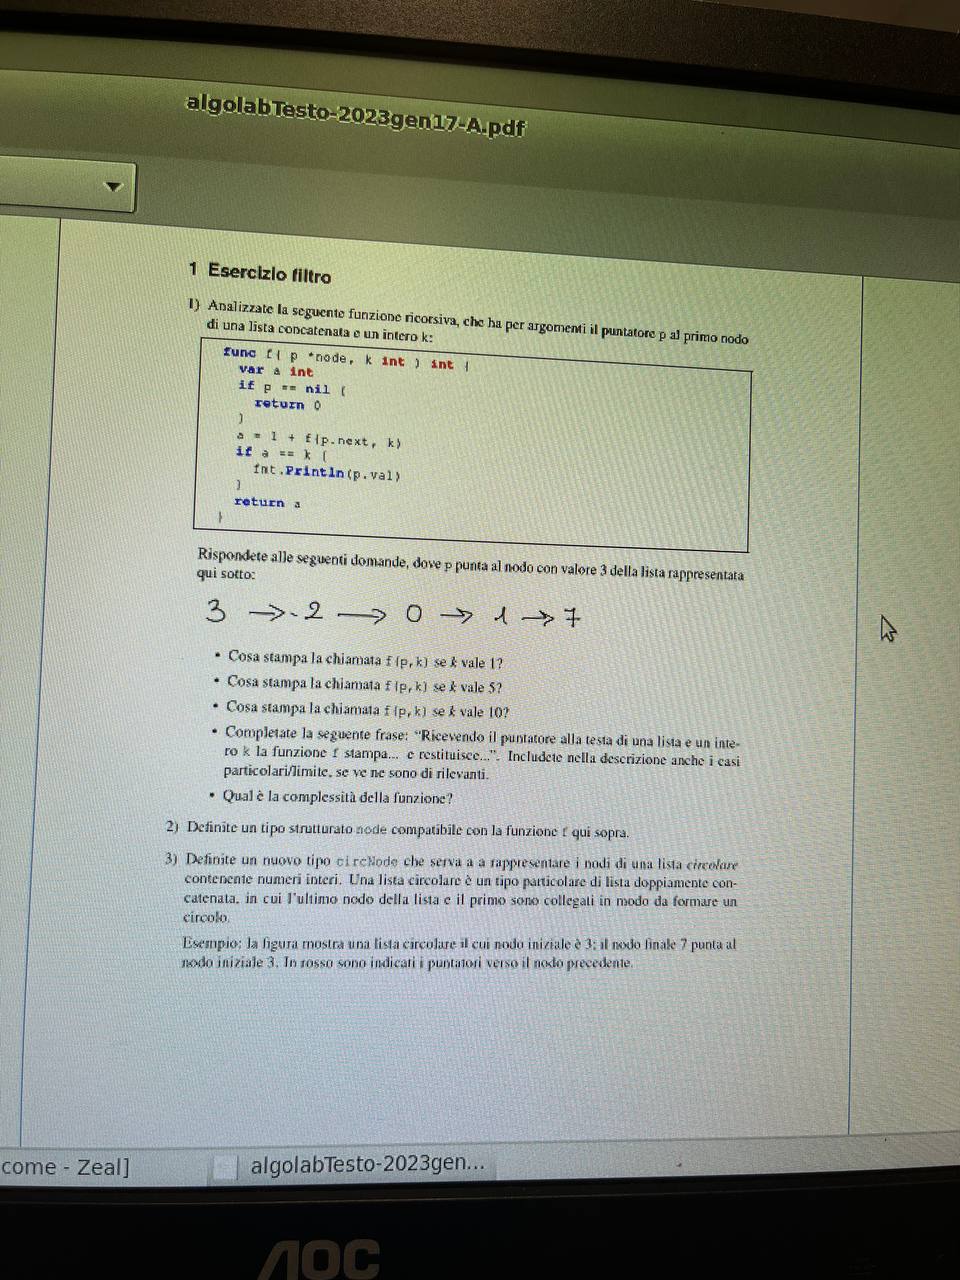 algolabTesto-2023gen17-A.pdf
1 Esercizio filtro
1) Analizzate la seguente funzione ricorsiva, che ha per argomenti il puntatore p al primo nodo
di una lista concatenata e un intero k:
func f( p *node, k int ) int {
var a int
if p == nil {
return 0
}
a = 1 + f(p.next, k)
if a == k {
fmt.Println(p.val)
}
return a
}
Rispondete alle seguenti domande, dove p punta al nodo con valore 3 della lista rappresentata
qui sotto:
3 → -2 → 0 → 1 → 7
• Cosa stampa la chiamata f(p,k) se k vale 1?
• Cosa stampa la chiamata f(p,k) se k vale 5?
• Cosa stampa la chiamata f(p,k) se k vale 10?
• Completate la seguente frase: “Ricevendo il puntatore alla testa di una lista e un inte-
ro k la funzione f stampa... e restituisce...”. Includete nella descrizione anche i casi
particolari/limite, se ve ne sono di rilevanti.
• Qual è la complessità della funzione?
2) Definite un tipo strutturato node compatibile con la funzione f qui sopra.
3) Definite un nuovo tipo circNode che serva a a rappresentare i nodi di una lista circolare
contenente numeri interi. Una lista circolare è un tipo particolare di lista doppiamente con-
catenata, in cui l'ultimo nodo della lista e il primo sono collegati in modo da formare un
circolo.
Esempio: la figura mostra una lista circolare il cui nodo iniziale è 3; il nodo finale 7 punta al
nodo iniziale 3. In rosso sono indicati i puntatori verso il nodo precedente.
come - Zeal]
algolabTesto-2023gen...
AOC